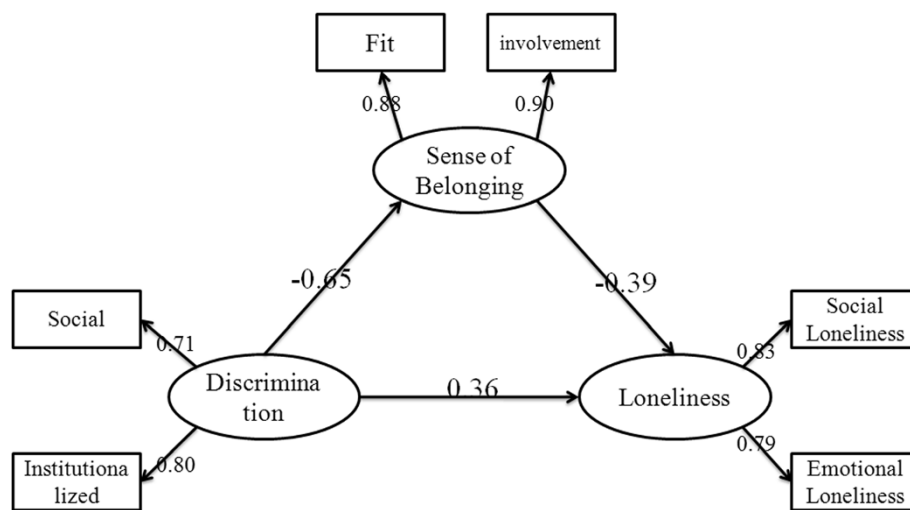 Fit
involvement
0.88
0.90
Sense of
Belonging
-0.65
-0.39
Social
Social
Loneliness
0.71
0.83
Discrimina
tion
0.36
Loneliness
Institutiona
lized
0.80
0.79
Emotional
Loneliness